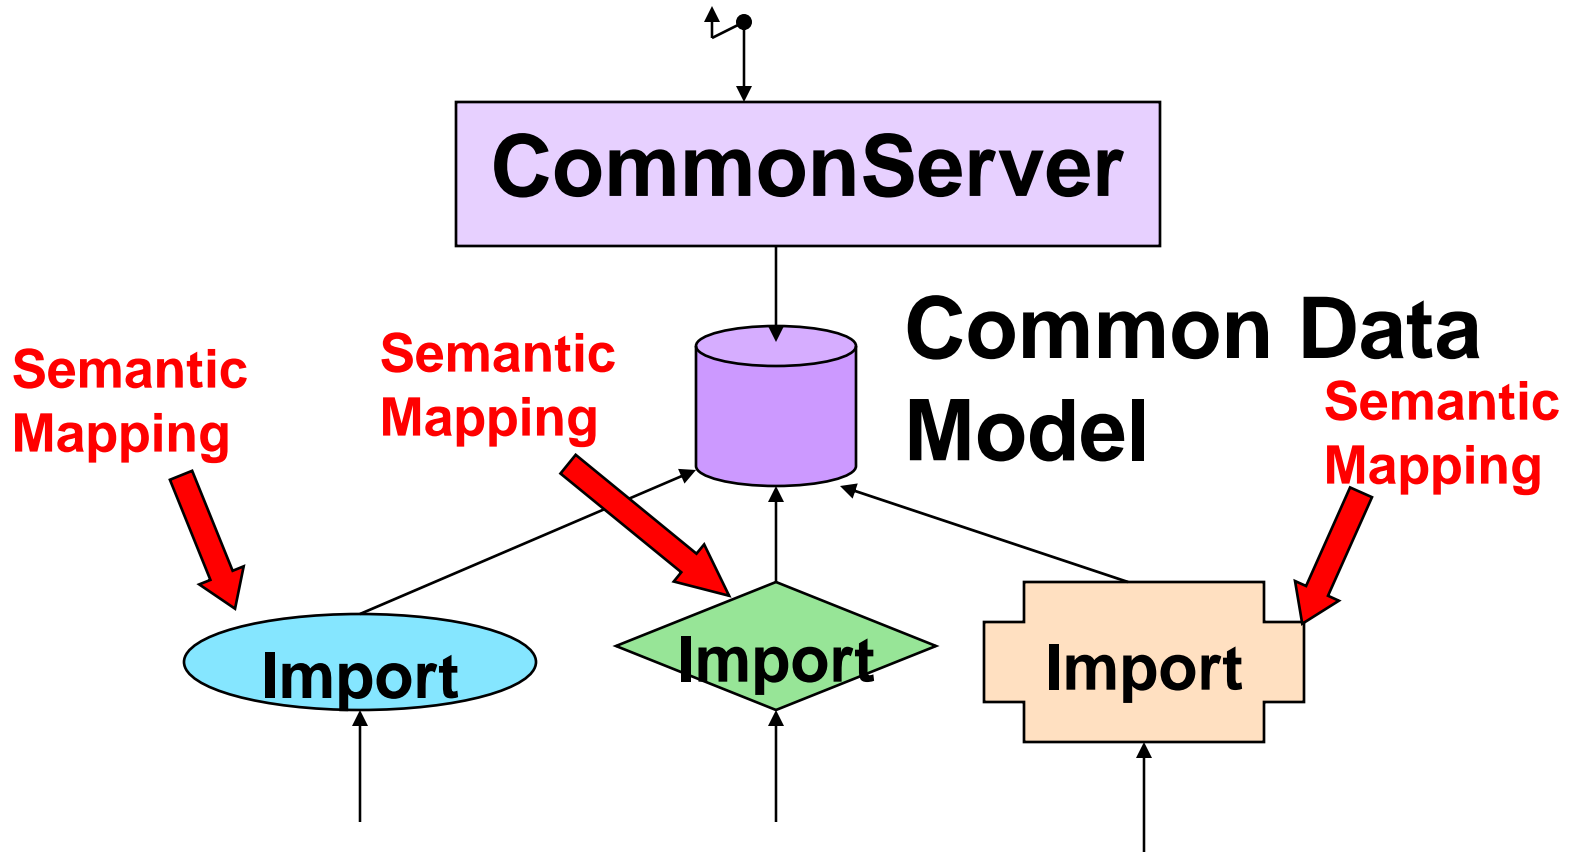 CommonServer
Common Data
Model
Semantic
Mapping
Semantic
Mapping
Semantic
Mapping
Import
Import
Import